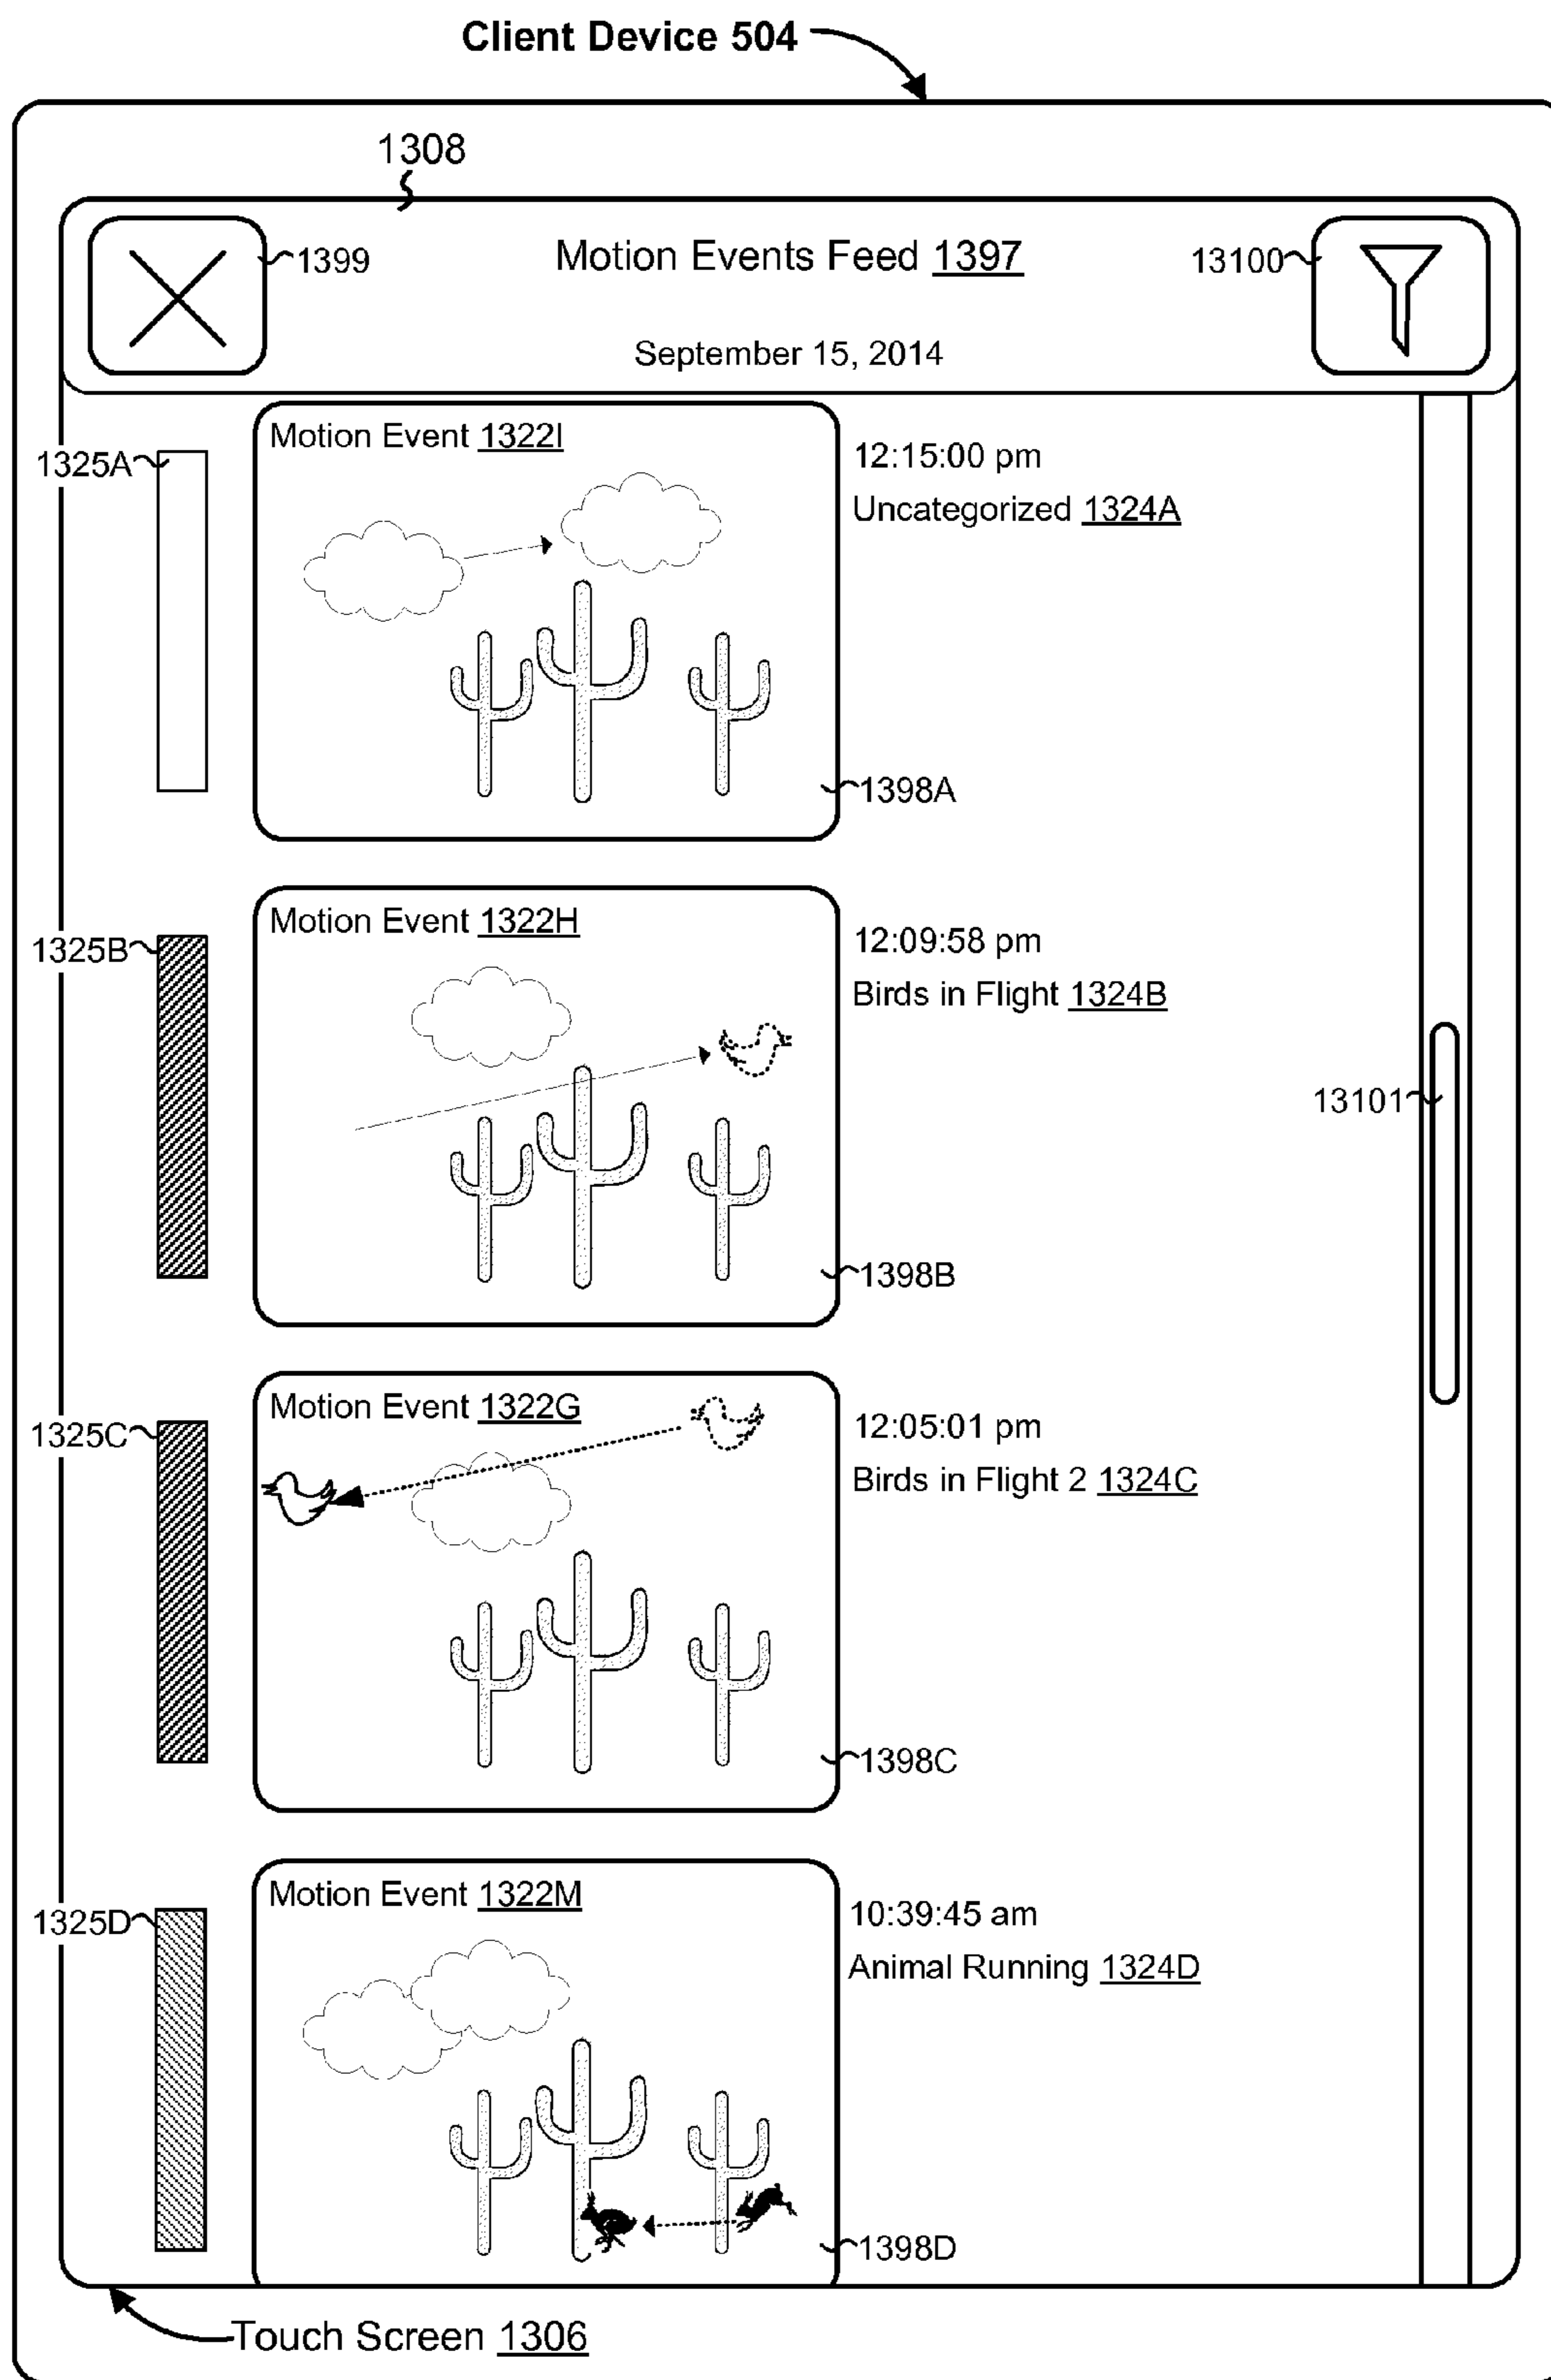 Client Device 504
1308
1399
Motion Events Feed 1397
13100
September 15, 2014
1325A
Motion Event 1322I
12:15:00 pm
Uncategorized 1324A
1398A
1325B
Motion Event 1322H
12:09:58 pm
Birds in Flight 1324B
13101
1398B
1325C
Motion Event 1322G
12:05:01 pm
Birds in Flight 2 1324C
1398C
1325D
Motion Event 1322M
10:39:45 am
Animal Running 1324D
1398D
Touch Screen 1306